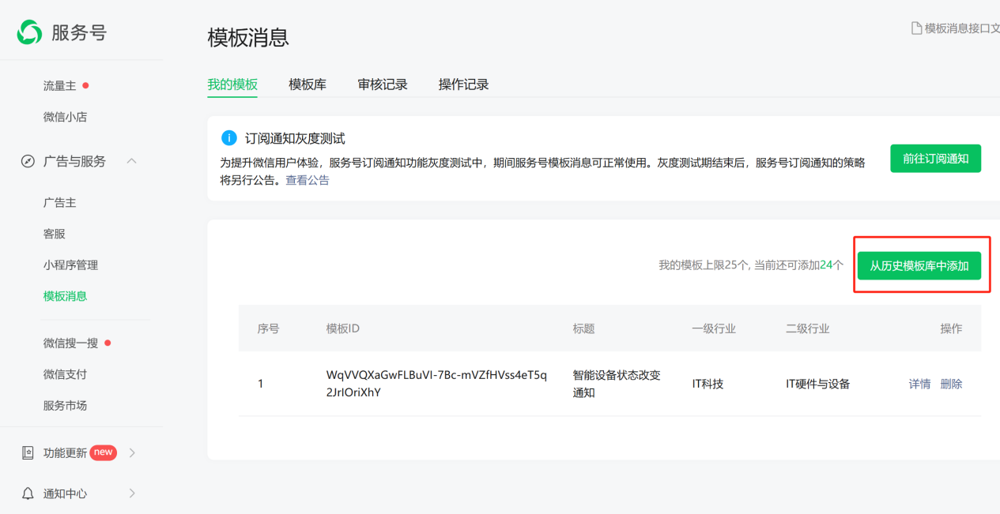 服务号
流量主
微信小店
广告与服务
广告主
客服
小程序管理
模板消息
微信搜一搜
微信支付
服务市场
功能更新 new
通知中心
模板消息
模板消息接口文
我的模板 模板库 审核记录 操作记录
订阅通知灰度测试
为提升微信用户体验，服务号订阅通知功能灰度测试中，期间服务号模板消息可正常使用。灰度测试期结束后，服务号订阅通知的策略
将另行公告。查看公告
前往订阅通知
我的模板上限25个, 当前还可添加24个
从历史模板库中添加
序号 模板ID 标题 一级行业 二级行业 操作
1 WqVVQXaGwFLBuVI-7Bc-mVZfHVss4eT5q
2JrIOriXhY
智能设备状态改变
通知
IT科技 IT硬件与设备 详情 删除